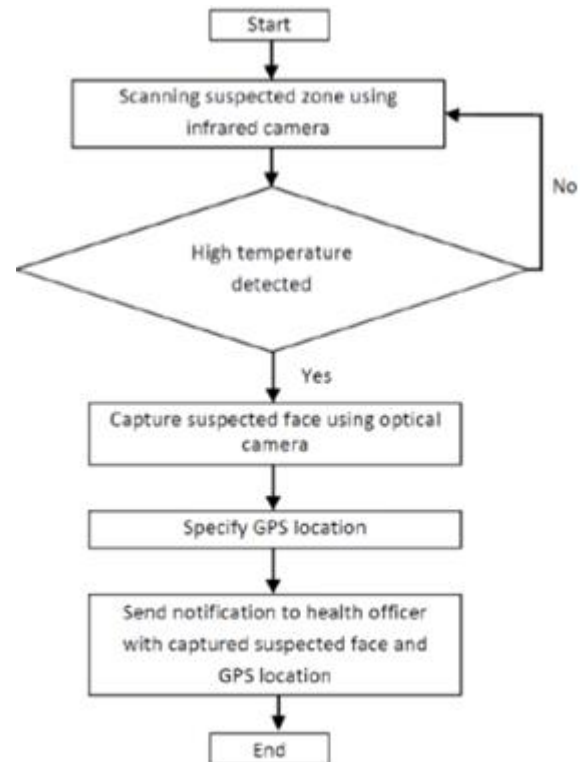 Start
Scanning suspected zone using
infrared camera
No
High temperature
detected
Yes
Capture suspected face using optical
camera
Specify GPS location
Send notification to health officer
with captured suspected face and
GPS location
End